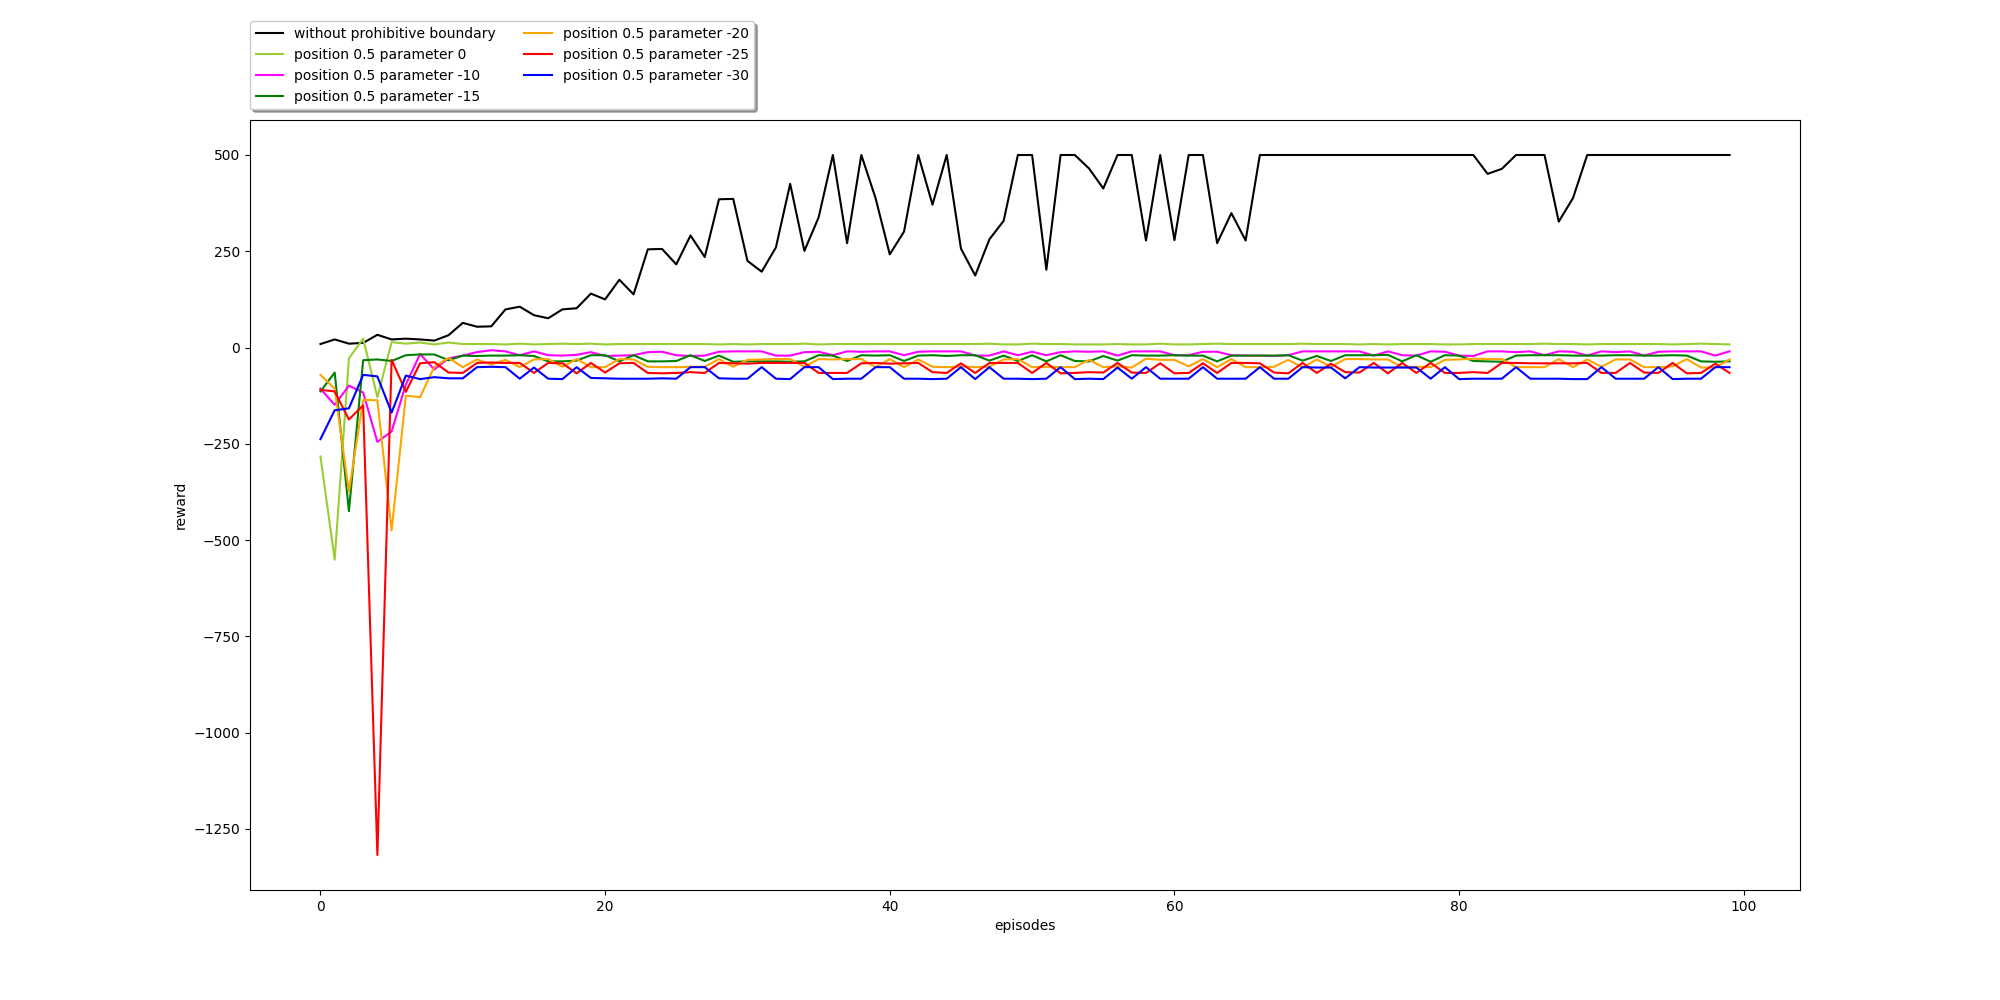 without prohibitive boundary
position 0.5 parameter 0
position 0.5 parameter -10
position 0.5 parameter -15
position 0.5 parameter -20
position 0.5 parameter -25
position 0.5 parameter -30
500
250
0
−250
−500
−750
−1000
−1250
reward
0
20
40
60
80
100
episodes